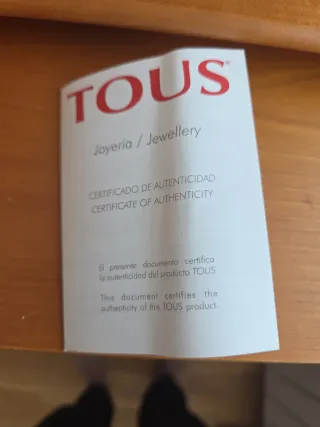 TOUS®
Joyería / Jewellery
CERTIFICADO DE AUTENTICIDAD
CERTIFICATE OF AUTHENTICITY
El presente documento certifica
la autenticidad del producto TOUS
This document certifies the
authenticity of this TOUS product.